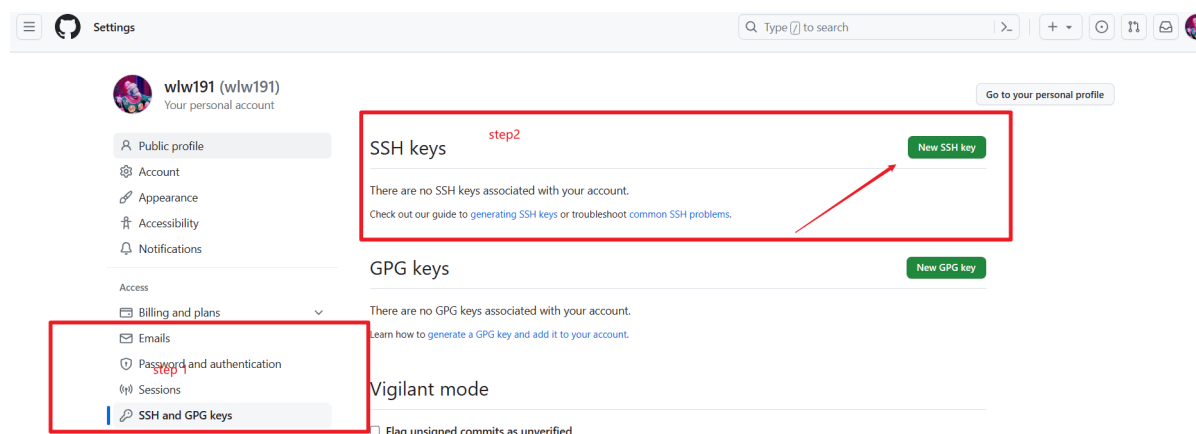 Settings
Type / to search
wlw191 (wlw191)
Your personal account
Go to your personal profile
Public profile
Account
Appearance
Accessibility
Notifications
Access
Billing and plans
Emails
Password and authentication
step 1
Sessions
SSH and GPG keys
step2
SSH keys
New SSH key
There are no SSH keys associated with your account.
Check out our guide to generating SSH keys or troubleshoot common SSH problems.
GPG keys
New GPG key
There are no GPG keys associated with your account.
Learn how to generate a GPG key and add it to your account.
Vigilant mode
Flag unsigned commits as unverified